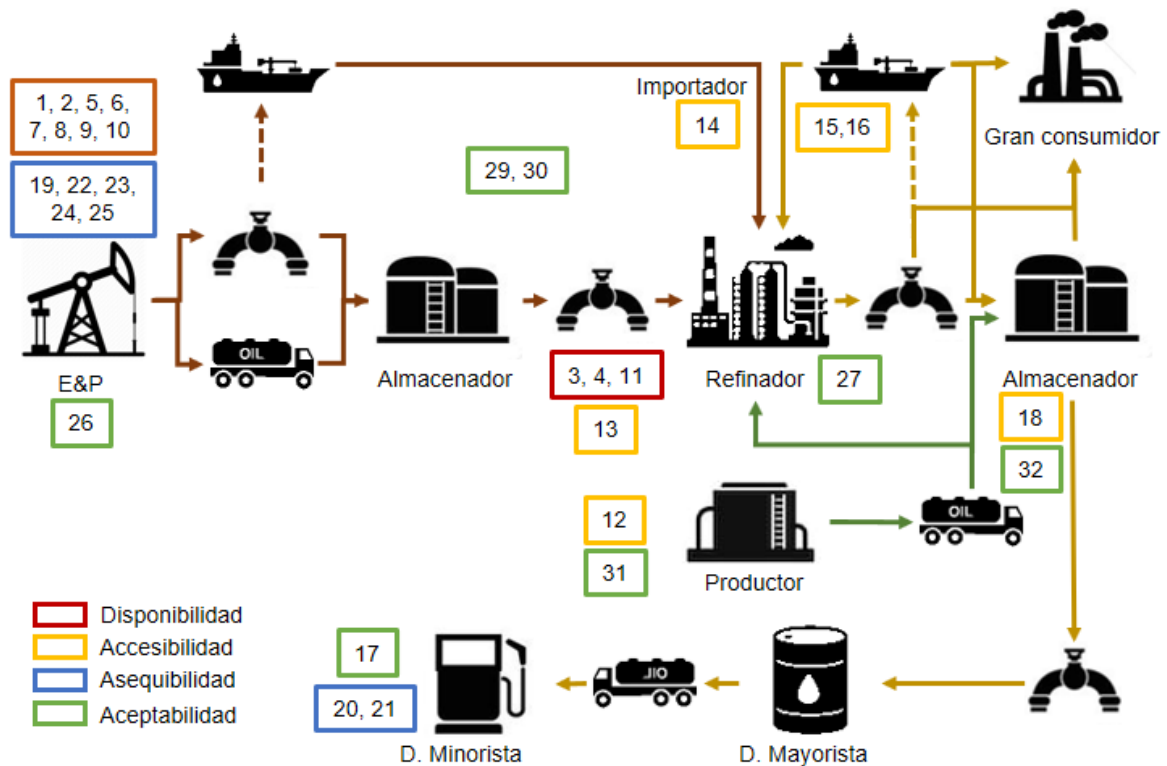 1, 2, 5, 6,
7, 8, 9, 10
19, 22, 23,
24, 25
E&P
26
OIL
Almacenador
29, 30
Importador
14
15,16
Gran consumidor
3, 4, 11
13
Refinador
27
Almacenador
18
32
12
31
Productor
OIL
Disponibilidad
Accesibilidad
Asequibilidad
Aceptabilidad
17
20, 21
D. Minorista
OIL
D. Mayorista